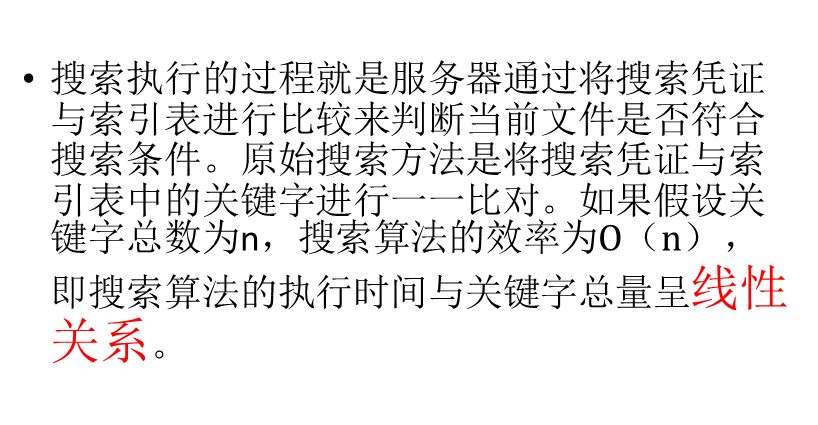 • 搜索执行的过程就是服务器通过将搜索凭证
与索引表进行比较来判断当前文件是否符合
搜索条件。原始搜索方法是将搜索凭证与索
引表中的关键字进行一一比对。如果假设关
键字总数为n，搜索算法的效率为O（n），
即搜索算法的执行时间与关键字总量呈线性
关系。